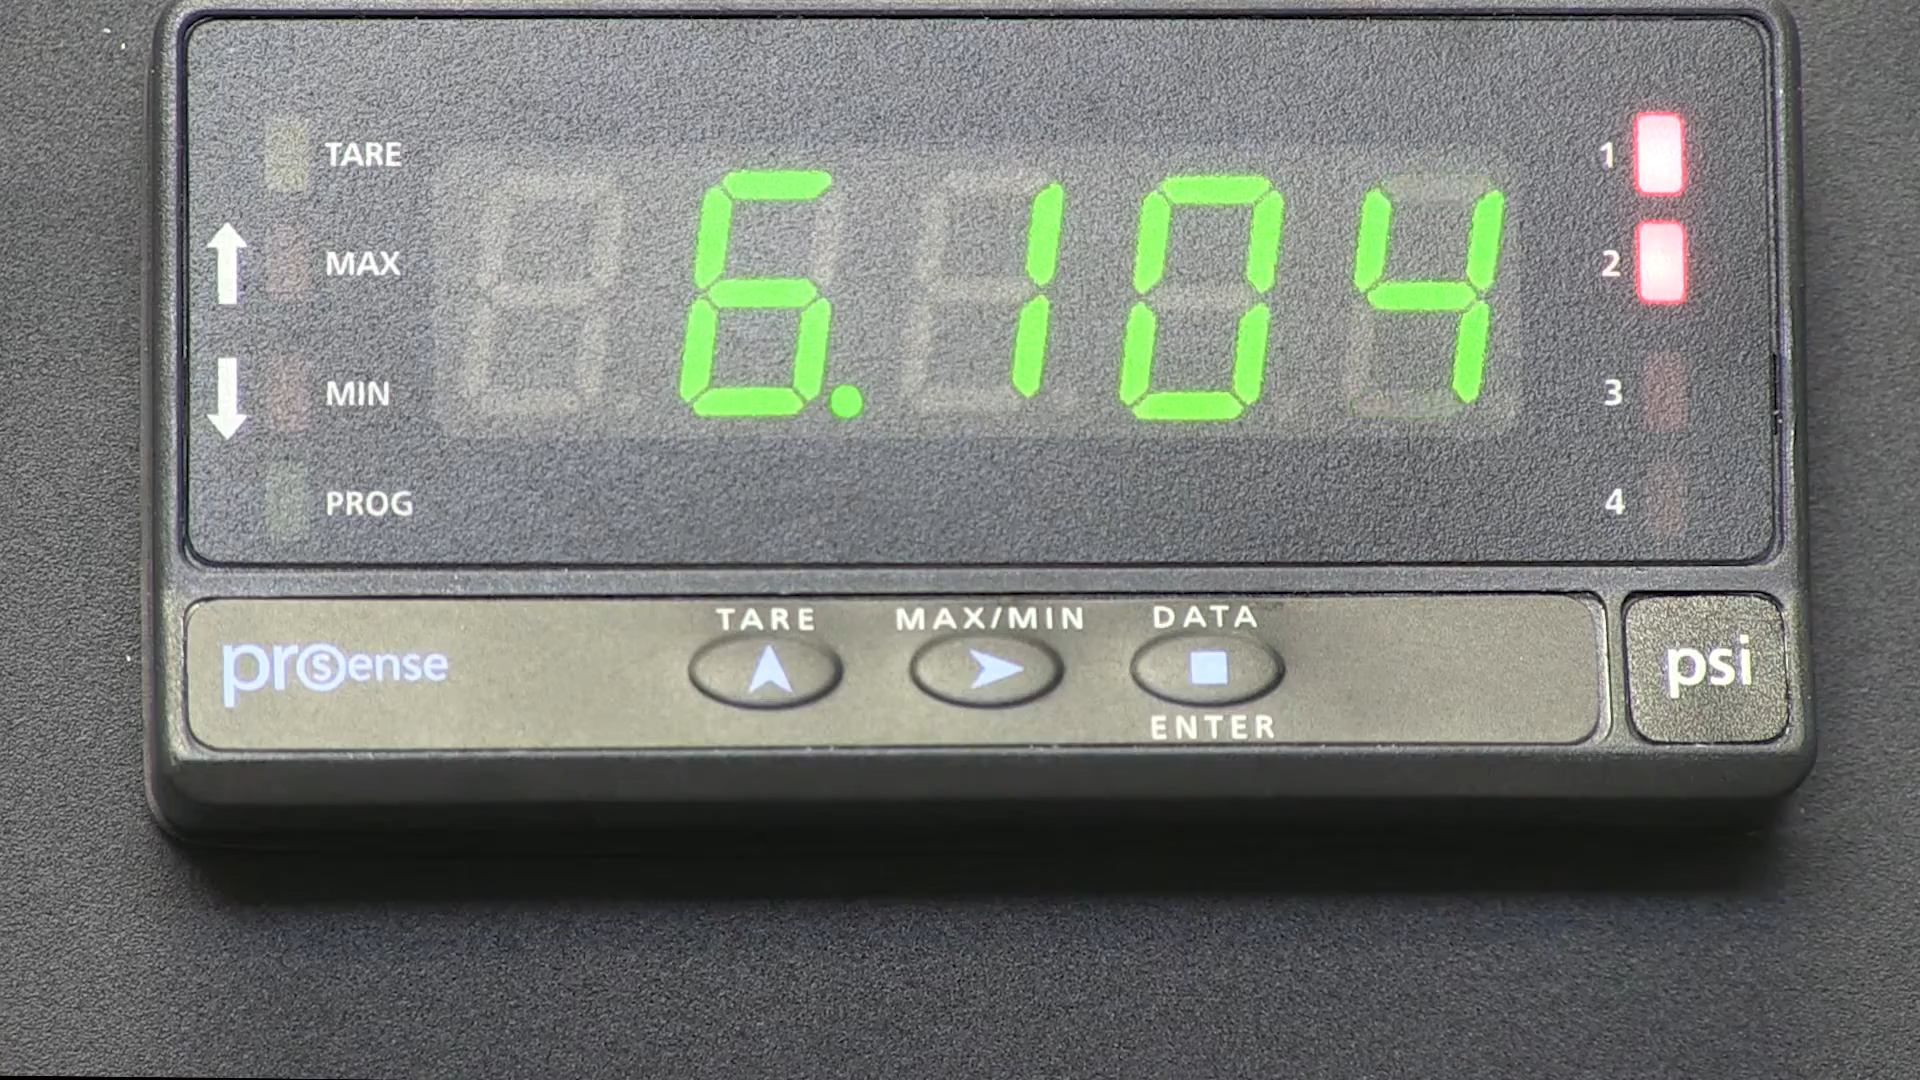 TARE
MAX
MIN
PROG
6.104
1
2
3
4
prosense
TARE
MAX/MIN
DATA
ENTER
psi